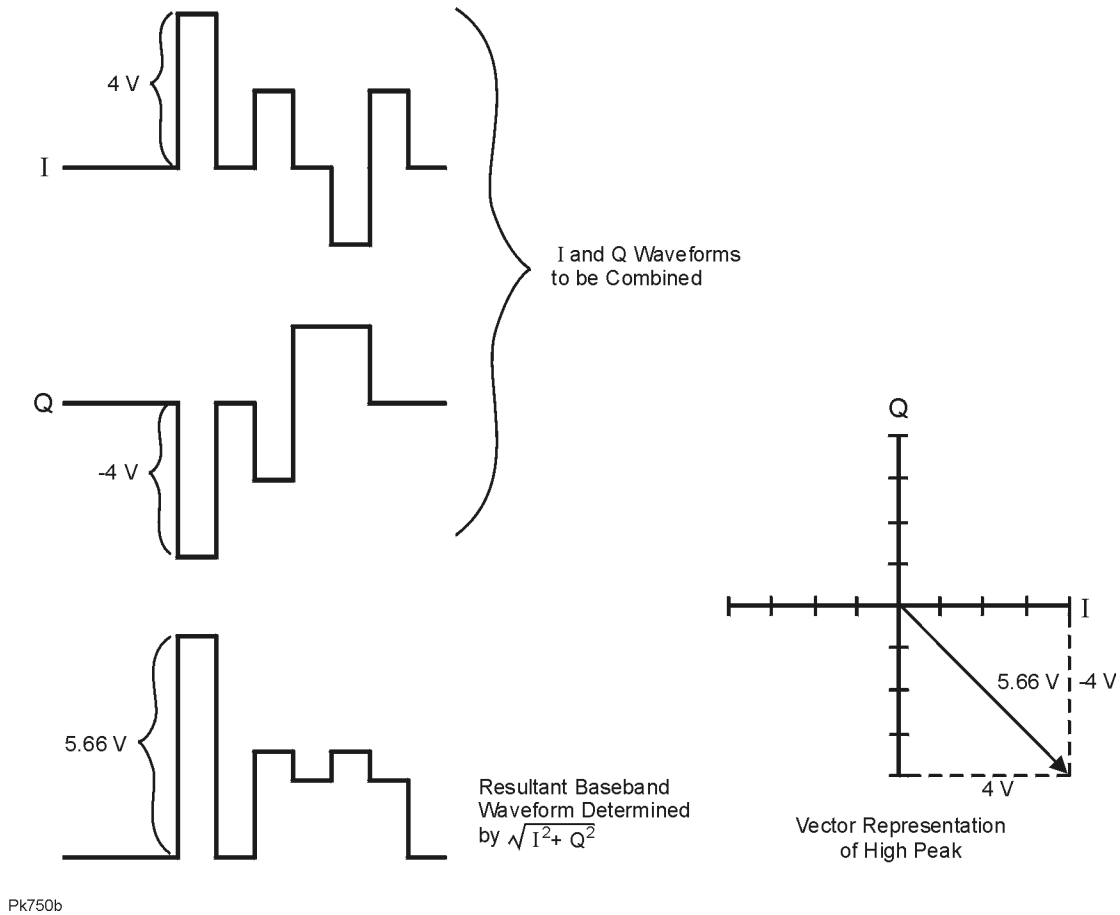 4 V
I
I and Q Waveforms
to be Combined
Q
-4 V
Q
I
5.66 V
-4 V
4 V
5.66 V
Resultant Baseband
Waveform Determined
by √I²+ Q²
Vector Representation
of High Peak
Pk750b